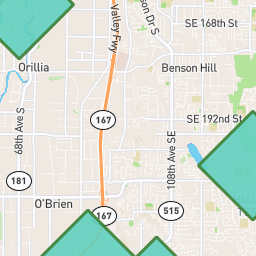 Valley Fwy
son Dr S
SE 168th St
Orillia
Benson Hill
68th Ave S
167
SE 192nd St
108th Ave SE
181
O'Brien
167
515